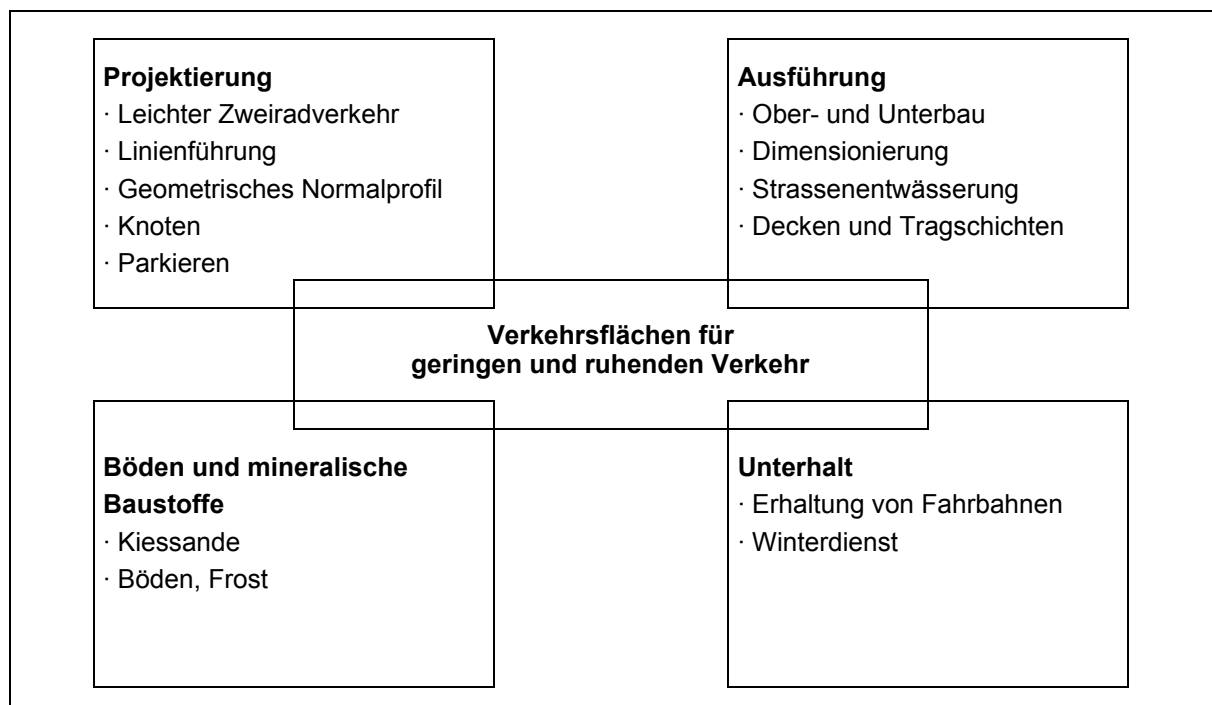 Projektierung
· Leichter Zweiradverkehr
· Linienführung
· Geometrisches Normalprofil
· Knoten
· Parkieren
Ausführung
· Ober- und Unterbau
· Dimensionierung
· Strassenentwässerung
· Decken und Tragschichten
Verkehrsflächen für
geringen und ruhenden Verkehr
Böden und mineralische
Baustoffe
· Kiessande
· Böden, Frost
Unterhalt
· Erhaltung von Fahrbahnen
· Winterdienst